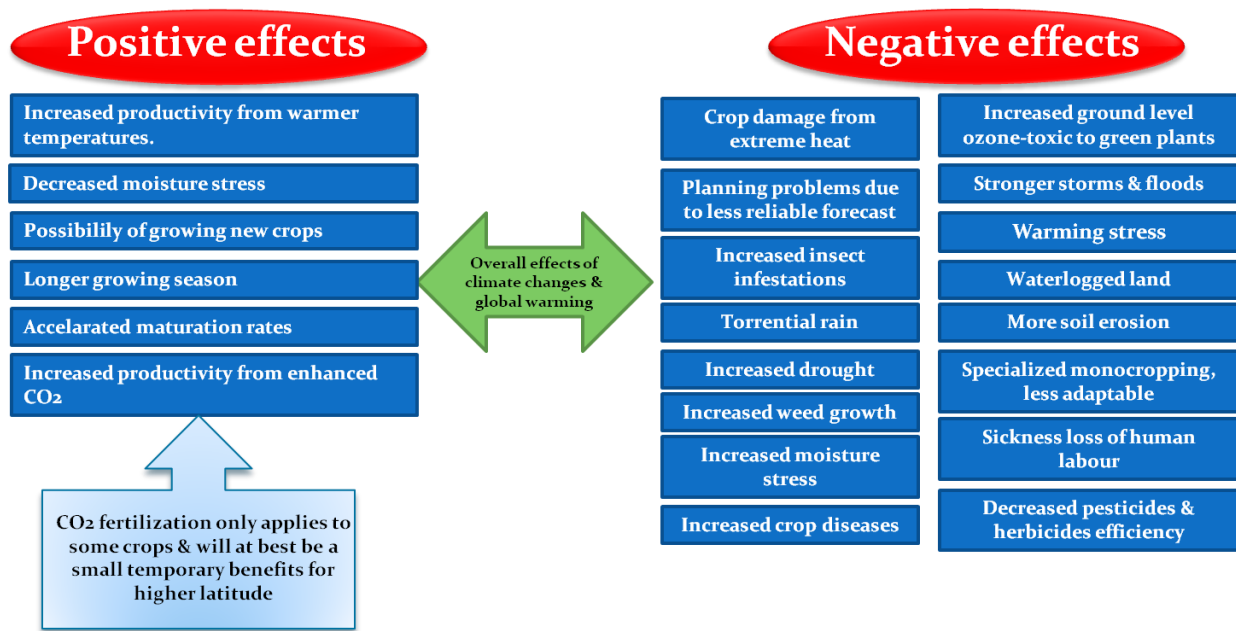 Positive effects
Increased productivity from warmer
temperatures.
Decreased moisture stress
Possibilily of growing new crops
Longer growing season
Accelarated maturation rates
Increased productivity from enhanced
CO2
CO2 fertilization only applies to
some crops & will at best be a
small temporary benefits for
higher latitude
Overall effects of
climate changes &
global warming
Negative effects
Crop damage from
extreme heat
Planning problems due
to less reliable forecast
Increased insect
infestations
Torrential rain
Increased drought
Increased weed growth
Increased moisture
stress
Increased crop diseases
Increased ground level
ozone-toxic to green plants
Stronger storms & floods
Warming stress
Waterlogged land
More soil erosion
Specialized monocropping,
less adaptable
Sickness loss of human
labour
Decreased pesticides &
herbicides efficiency